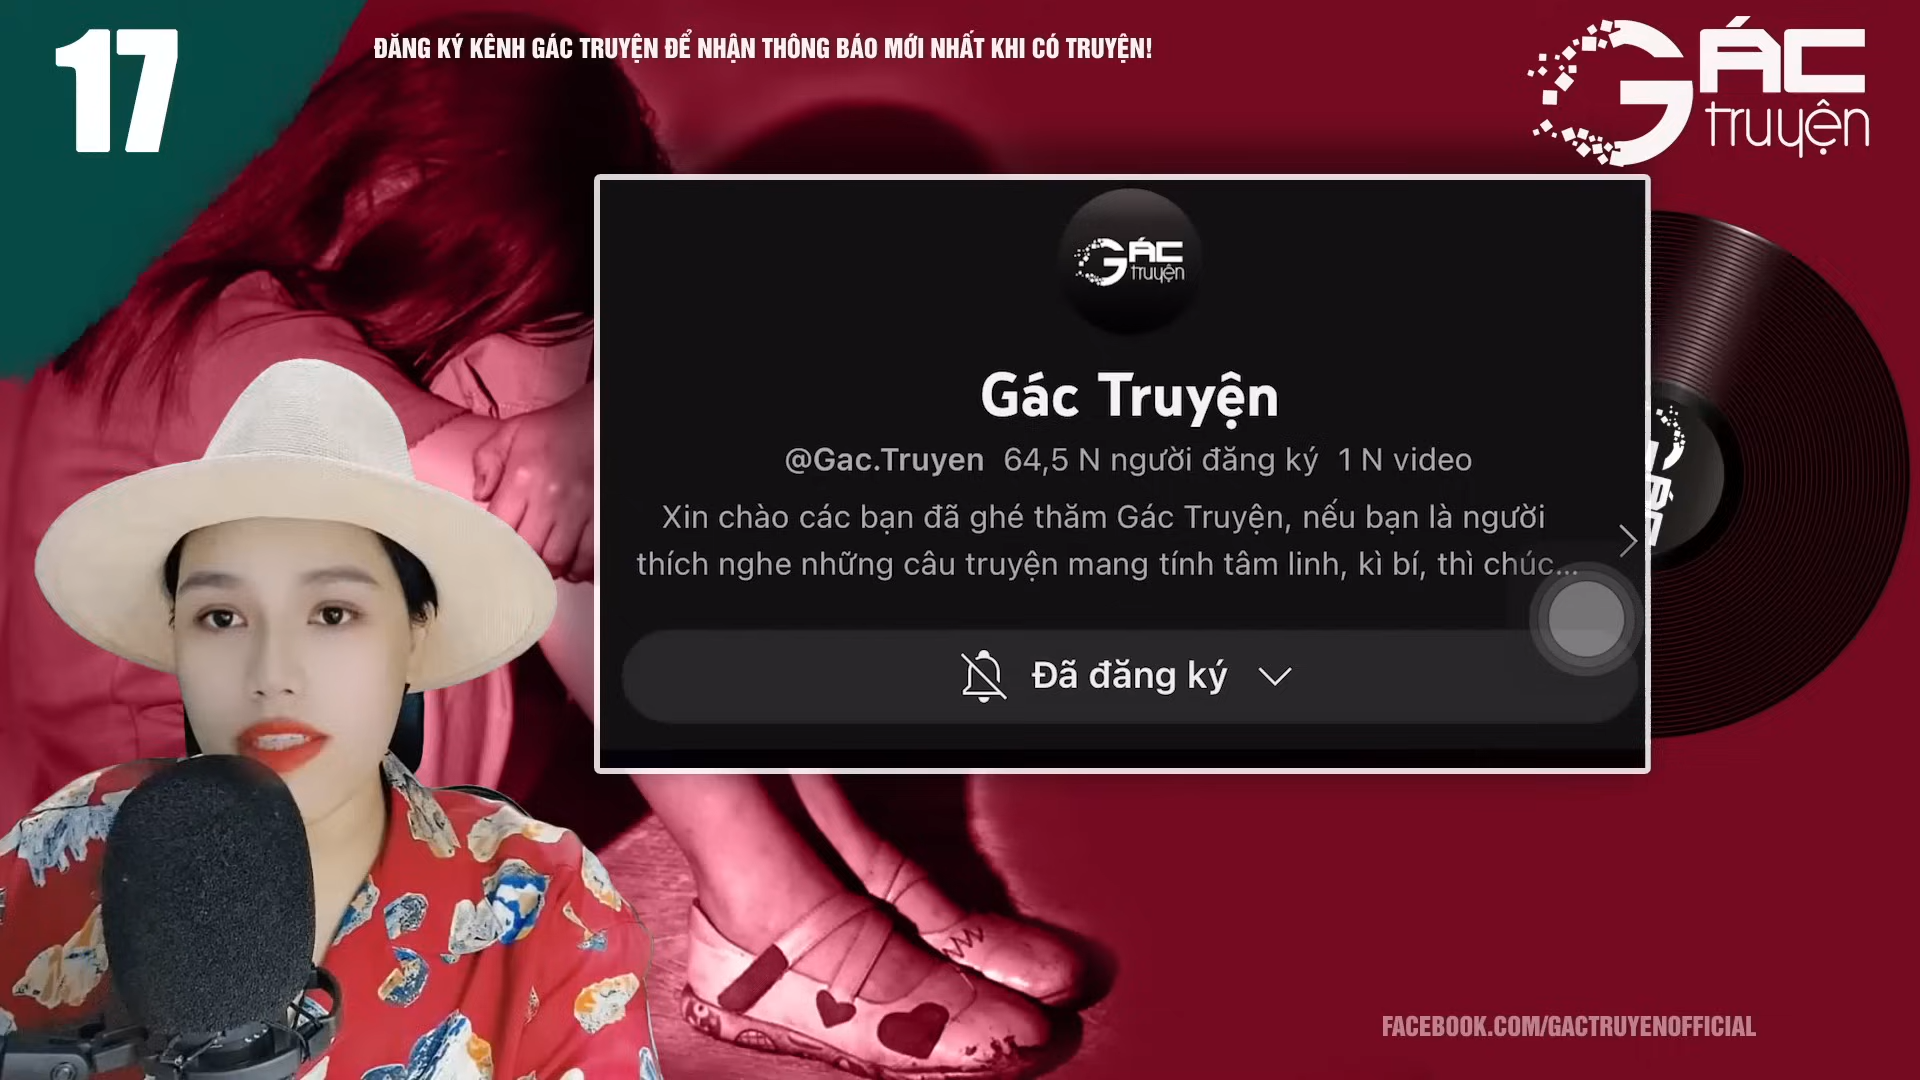 17
ĐĂNG KÝ KÊNH GÁC TRUYỆN ĐỂ NHẬN THÔNG BÁO MỚI NHẤT KHI CÓ TRUYỆN!
GÁC
truyện
GÁC
truyện
Gác Truyện
@Gac.Truyen 64,5 N người đăng ký 1 N video
Xin chào các bạn đã ghé thăm Gác Truyện, nếu bạn là người
thích nghe những câu truyện mang tính tâm linh, kì bí, thì chúc...
Đã đăng ký
FACEBOOK.COM/GACTRUYENOFFICIAL